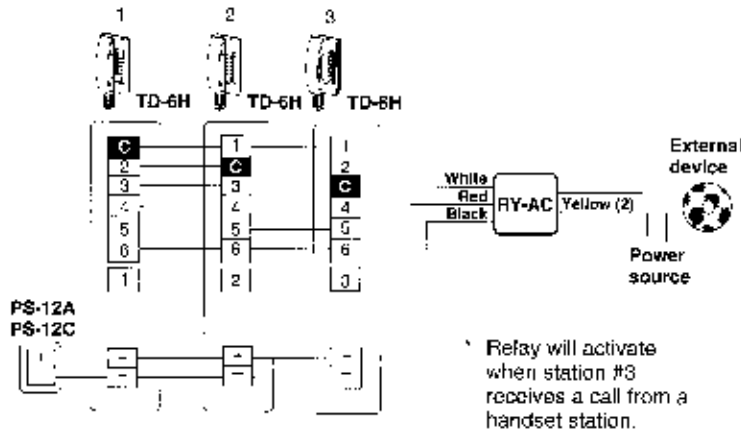 1 2 3
TD-6H TD-6H TD-6H
C 1 1
2 C 2
3 3 C
4 4 4
5 5 5
6 6 6
1 2 3
White
Red
Black
RY-AC
Yellow (2)
External
device
Power
source
PS-12A
PS-12C
+ -
- + -
- - -
* Relay will activate
when station #3
receives a call from a
handset station.